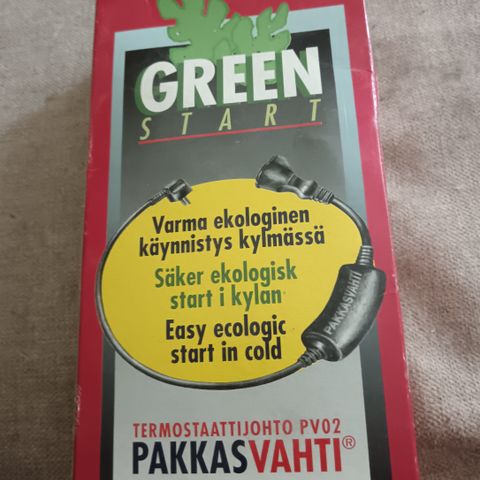 GREEN
START
Varma ekologinen
käynnistys kylmässä
Säker ekologisk
start i kylan
Easy ecologic
start in cold
PAKKASVAHTI
TERMOSTAATTIJOHTO PV02
PAKKASVAHTI®